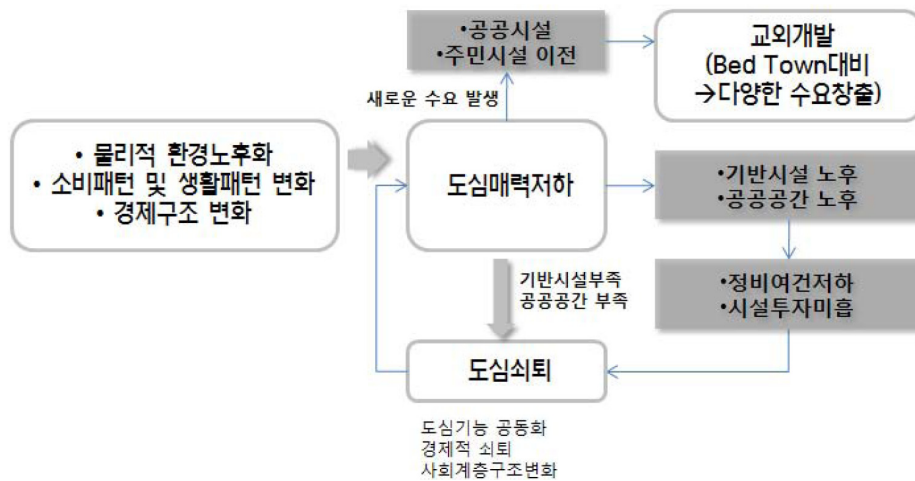 •공공시설
•주민시설 이전
교외개발
(Bed Town대비
→다양한 수요창출)
새로운 수요 발생
• 물리적 환경노후화
• 소비패턴 및 생활패턴 변화
• 경제구조 변화
도심매력저하
•기반시설 노후
•공공공간 노후
기반시설부족
공공공간 부족
•정비여건저하
•시설투자미흡
도심쇠퇴
도심기능 공동화
경제적 쇠퇴
사회계층구조변화